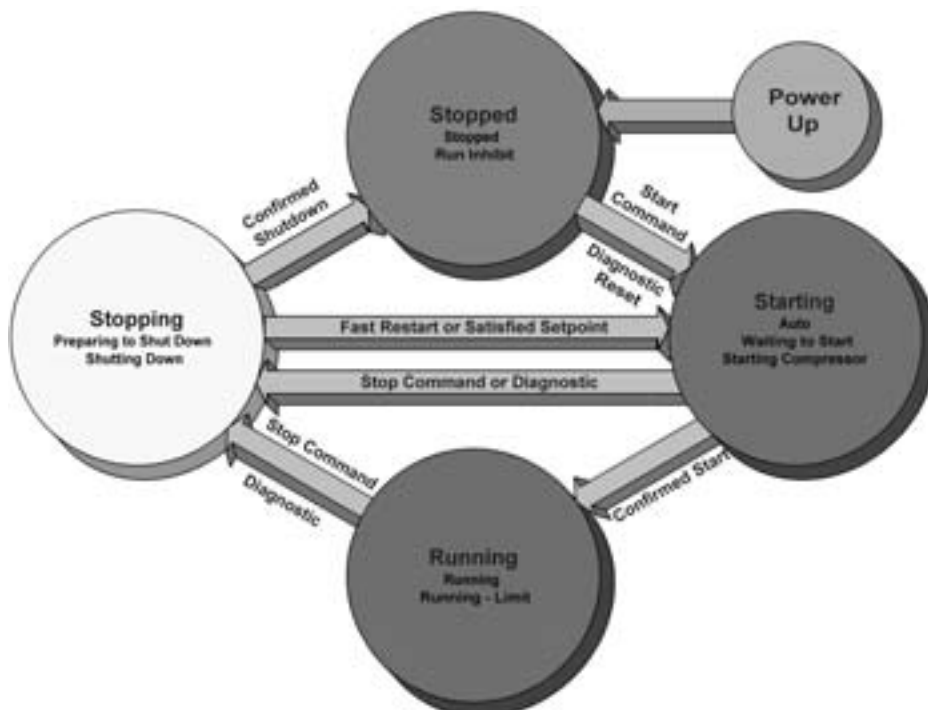 Power
Up
Stopped
Stopped
Run Inhibit
Confirmed
Shutdown
Start
Command
Diagnostic
Reset
Stopping
Preparing to Shut Down
Shutting Down
Starting
Auto
Waiting to Start
Starting Compressor
Fast Restart or Satisfied Setpoint
Stop Command or Diagnostic
Stop Command
Diagnostic
Confirmed Start
Running
Running
Running - Limit